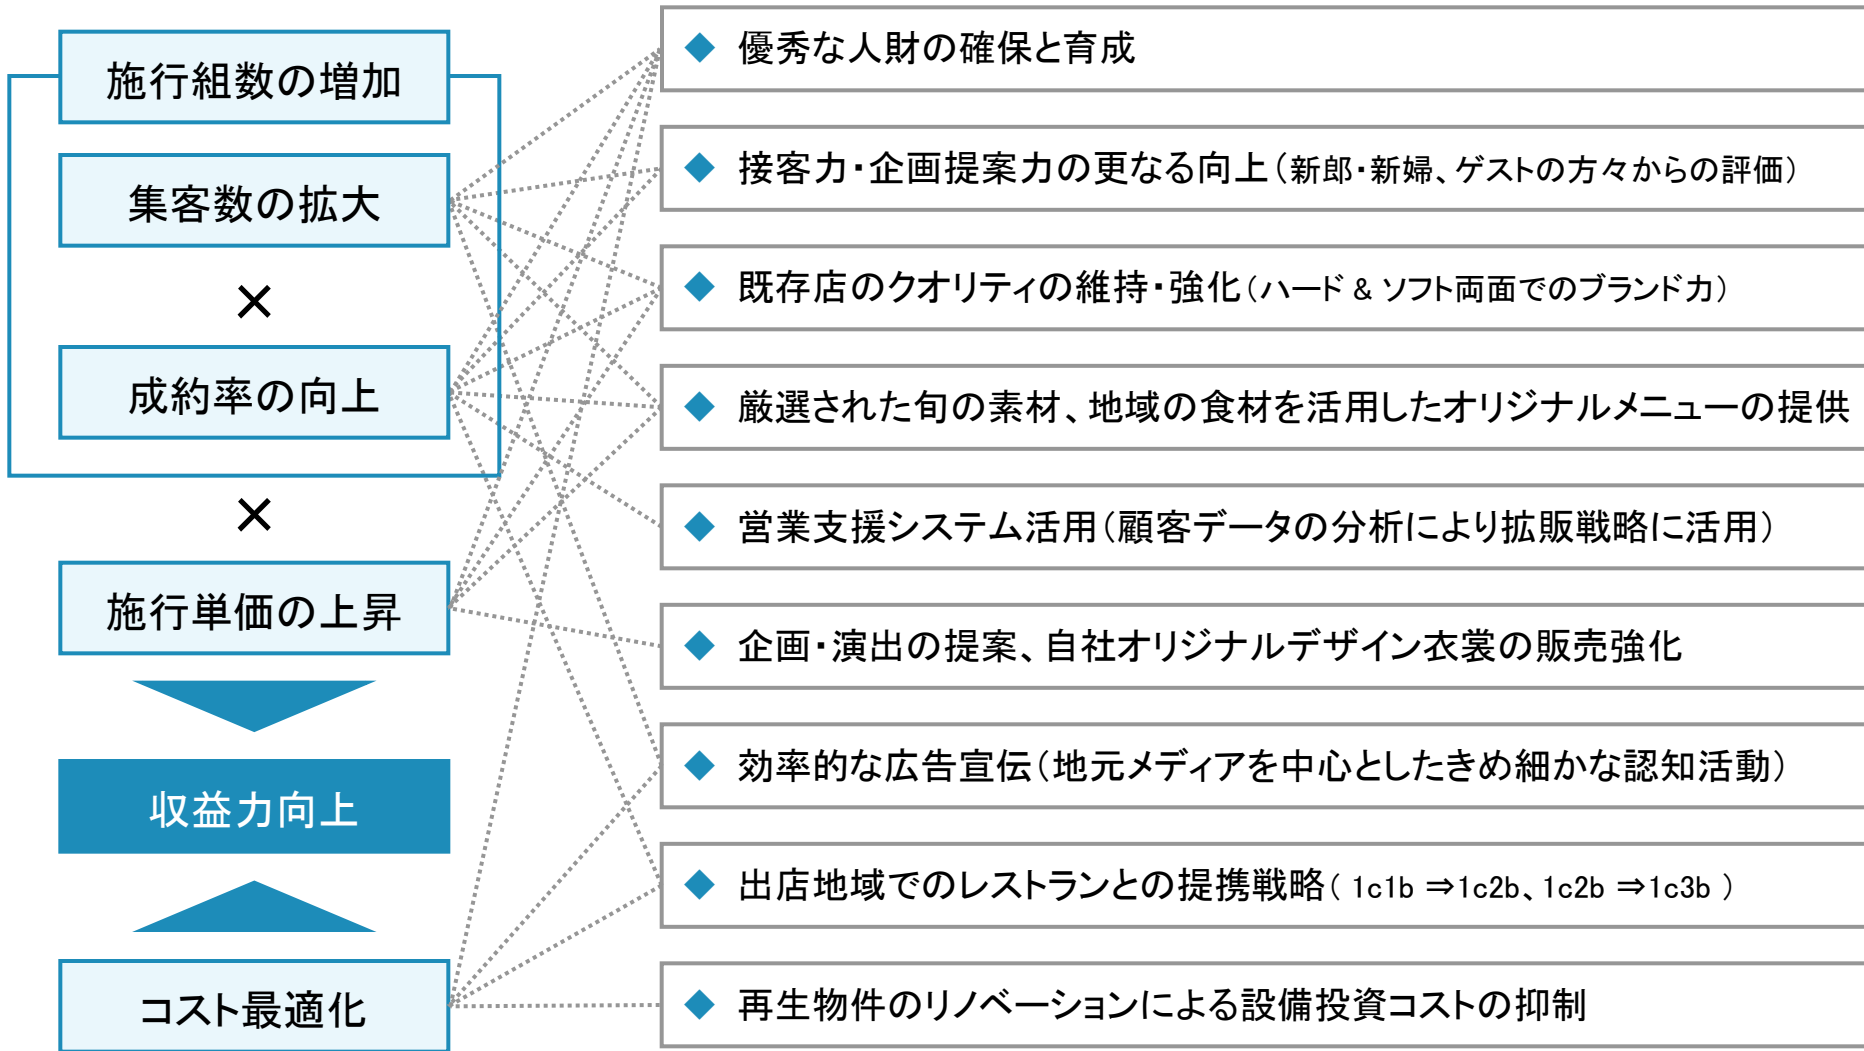 施行組数の増加
集客数の拡大
×
成約率の向上
×
施行単価の上昇
収益力向上
コスト最適化
◆ 優秀な人財の確保と育成
◆ 接客力・企画提案力の更なる向上（新郎・新婦、ゲストの方々からの評価）
◆ 既存店のクオリティの維持・強化（ハード & ソフト両面でのブランド力）
◆ 厳選された旬の素材、地域の食材を活用したオリジナルメニューの提供
◆ 営業支援システム活用（顧客データの分析により拡販戦略に活用）
◆ 企画・演出の提案、自社オリジナルデザイン衣裳の販売強化
◆ 効率的な広告宣伝（地元メディアを中心としたきめ細かな認知活動）
◆ 出店地域でのレストランとの提携戦略（ 1c1b ⇒1c2b、1c2b ⇒1c3b ）
◆ 再生物件のリノベーションによる設備投資コストの抑制